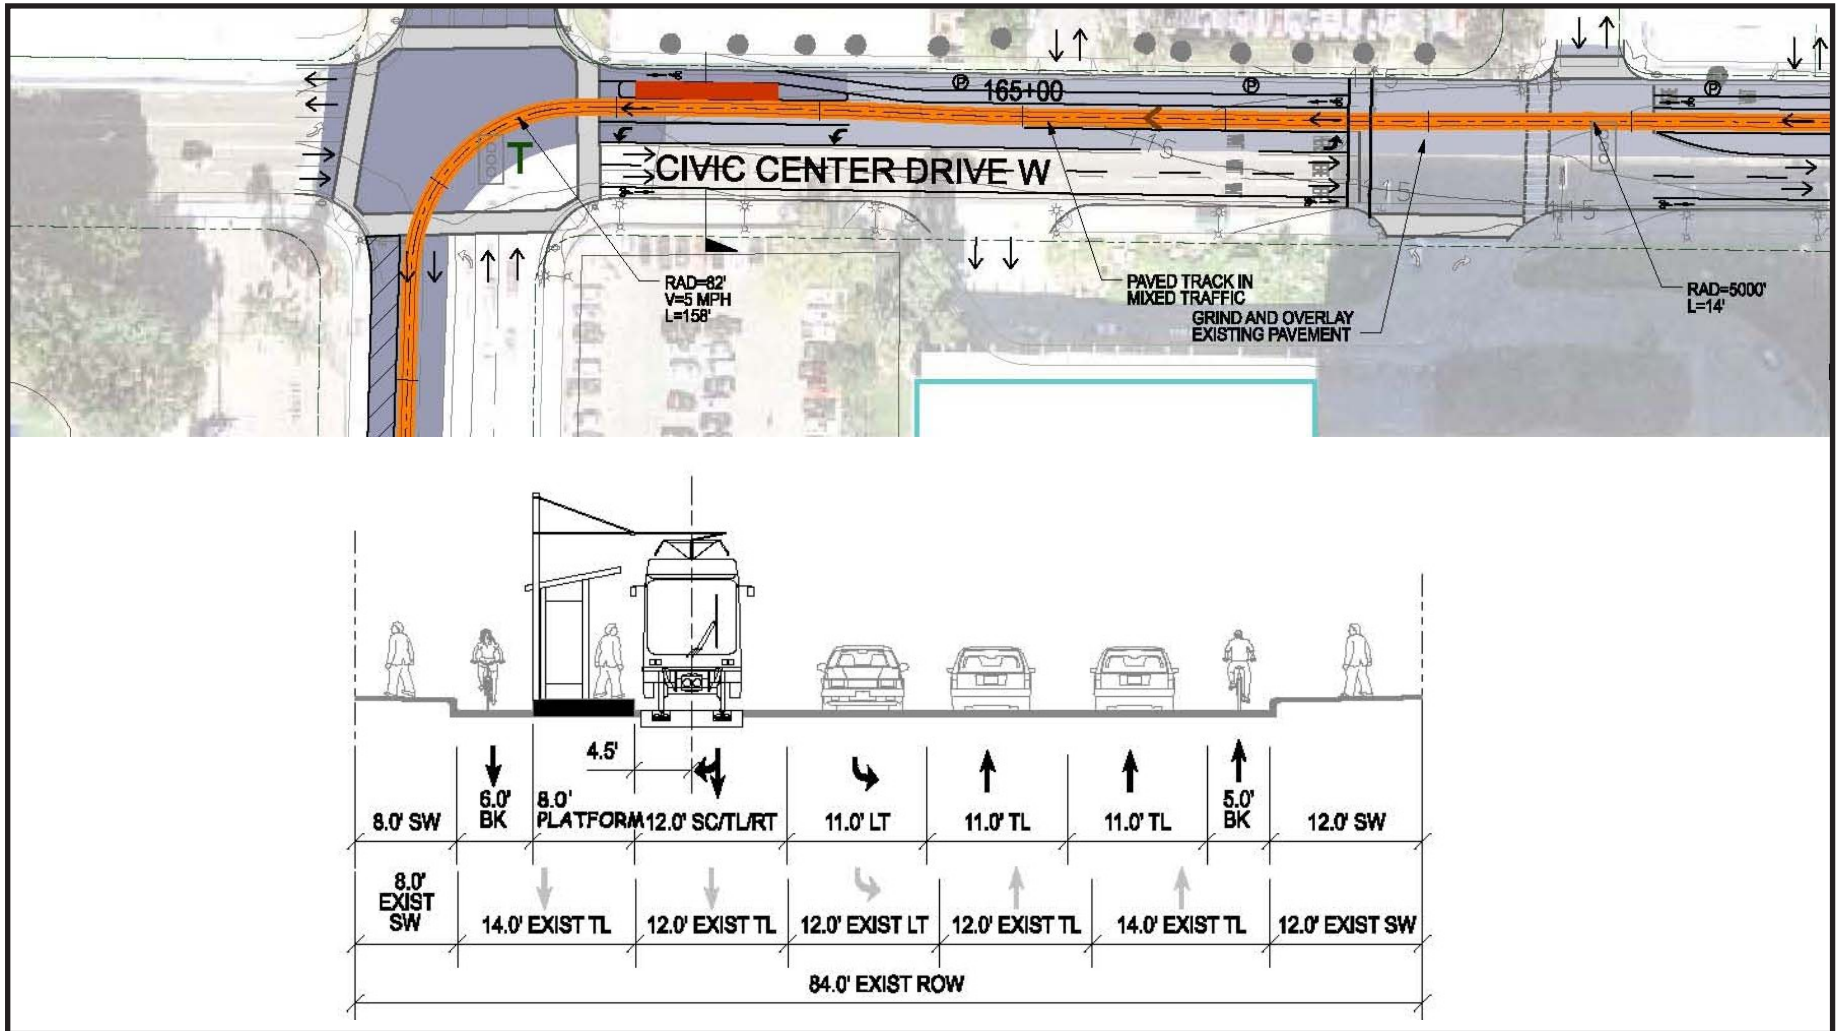 P
165+00
P
P
115
T
CIVIC CENTER DRIVE W
115
115
RAD=82'
V=5 MPH
L=158'
PAVED TRACK IN
MIXED TRAFFIC
GRIND AND OVERLAY
EXISTING PAVEMENT
RAD=5000'
L=14'
4.5'
8.0' SW
6.0'
BK
8.0'
PLATFORM
12.0' SC/TL/RT
11.0' LT
11.0' TL
11.0' TL
5.0'
BK
12.0' SW
8.0'
EXIST
SW
14.0' EXIST TL
12.0' EXIST TL
12.0' EXIST LT
12.0' EXIST TL
14.0' EXIST TL
12.0' EXIST SW
84.0' EXIST ROW